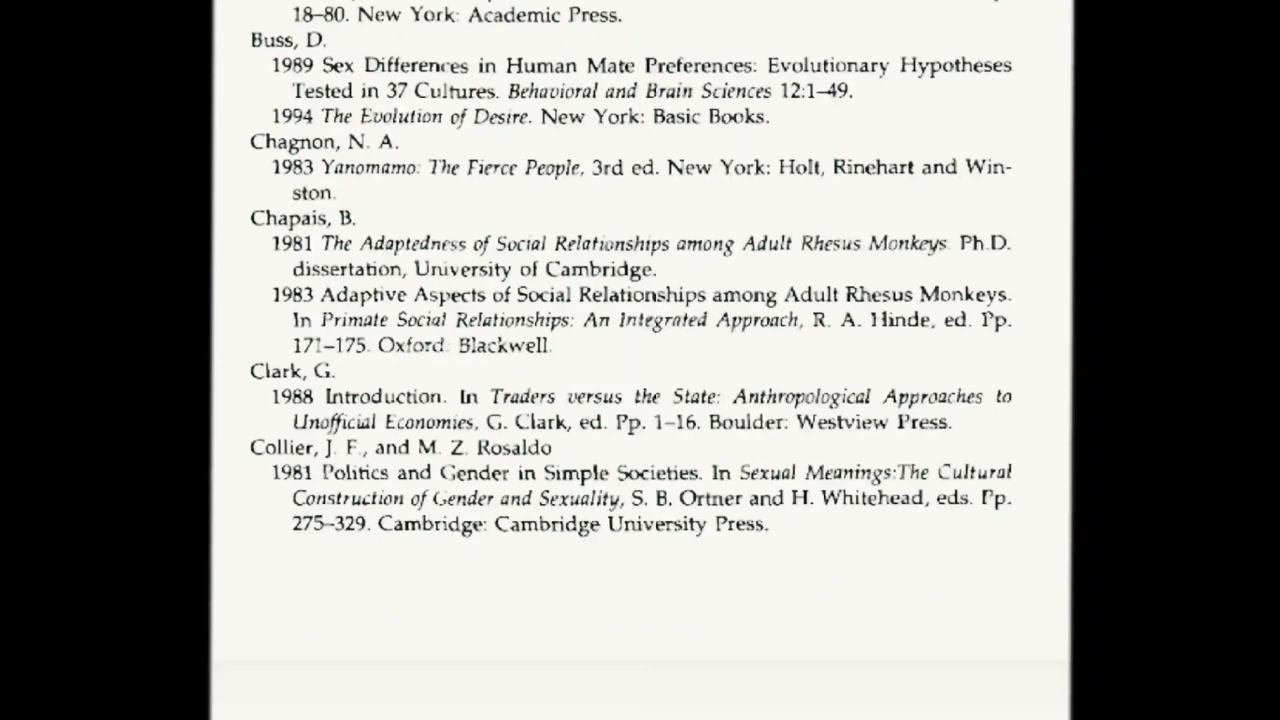 18–80. New York: Academic Press.
Buss, D.
1989 Sex Differences in Human Mate Preferences: Evolutionary Hypotheses
Tested in 37 Cultures. Behavioral and Brain Sciences 12:1–49.
1994 The Evolution of Desire. New York: Basic Books.
Chagnon, N. A.
1983 Yanomamo: The Fierce People, 3rd ed. New York: Holt, Rinehart and Win-
ston.
Chapais, B.
1981 The Adaptedness of Social Relationships among Adult Rhesus Monkeys. Ph.D.
dissertation, University of Cambridge.
1983 Adaptive Aspects of Social Relationships among Adult Rhesus Monkeys.
In Primate Social Relationships: An Integrated Approach, R. A. Hinde, ed. Pp.
171–175. Oxford: Blackwell.
Clark, G.
1988 Introduction. In Traders versus the State: Anthropological Approaches to
Unofficial Economies, G. Clark, ed. Pp. 1–16. Boulder: Westview Press.
Collier, J. F., and M. Z. Rosaldo
1981 Politics and Gender in Simple Societies. In Sexual Meanings:The Cultural
Construction of Gender and Sexuality, S. B. Ortner and H. Whitehead, eds. Pp.
275–329. Cambridge: Cambridge University Press.